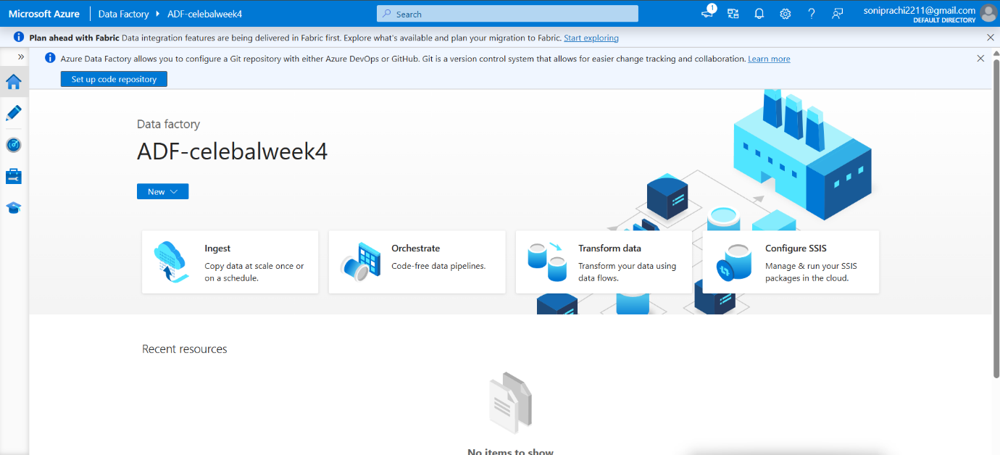 Microsoft Azure Data Factory ADF-celebalweek4 Search 1 soniprachi2211@gmail.com
DEFAULT DIRECTORY
Plan ahead with Fabric Data integration features are being delivered in Fabric first. Explore what's available and plan your migration to Fabric. Start exploring
Azure Data Factory allows you to configure a Git repository with either Azure DevOps or GitHub. Git is a version control system that allows for easier change tracking and collaboration. Learn more
Set up code repository
Data factory
ADF-celebalweek4
New
Ingest
Copy data at scale once or
on a schedule.
Orchestrate
Code-free data pipelines.
Transform data
Transform your data using
data flows.
Configure SSIS
Manage & run your SSIS
packages in the cloud.
Recent resources
No items to show